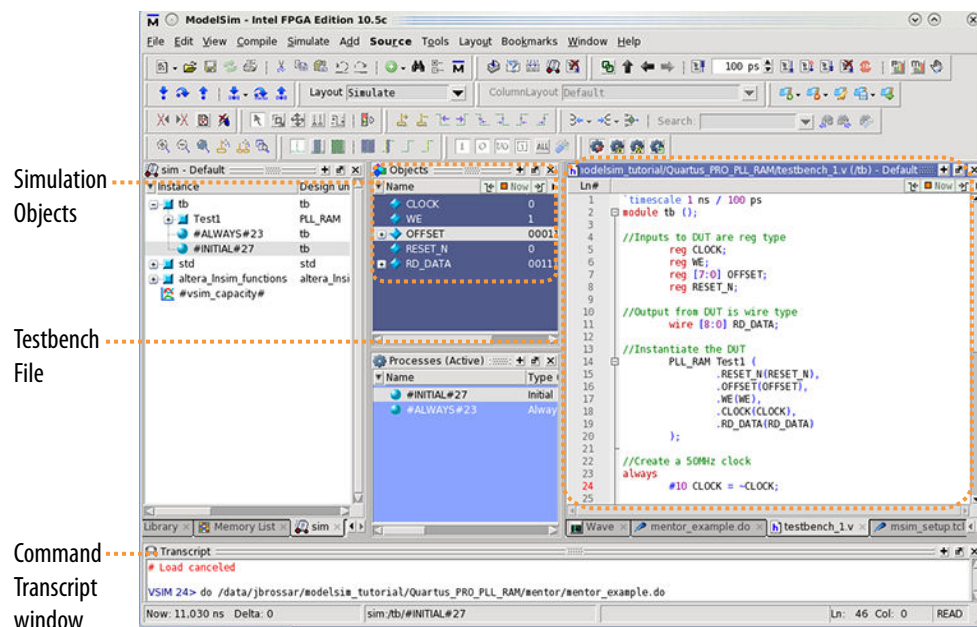 ModelSim - Intel FPGA Edition 10.5c
File Edit View Compile Simulate Add Source Tools Layout Bookmarks Window Help
100 ps
Layout Simulate
ColumnLayout Default
Search:
Simulation
Objects
Testbench
File
Command
Transcript
window
sim - Default
Instance Design un
tb tb
Test1 PLL_RAM
#ALWAYS#23 tb
#INITIAL#27 tb
std std
altera_lnsim_functions altera_lnsi
#vsim_capacity#
Library Memory List sim
Objects
Name Now
CLOCK 0
WE 1
OFFSET 0001
RESET_N 0
RD_DATA 0011
Processes (Active)
Name Type
#INITIAL#27 Initial
#ALWAYS#23 Alway
odelsim_tutorial/Quartus_PRO_PLL_RAM/testbench_1.v (/tb) - Default
Ln# Now
1 `timescale 1 ns / 100 ps
2 module tb ();
3
4 //Inputs to DUT are reg type
5 reg CLOCK;
6 reg WE;
7 reg [7:0] OFFSET;
8 reg RESET_N;
9
10 //Output from DUT is wire type
11 wire [8:0] RD_DATA;
12
13 //Instantiate the DUT
14 PLL_RAM Test1 (
15 .RESET_N(RESET_N),
16 .OFFSET(OFFSET),
17 .WE(WE),
18 .CLOCK(CLOCK),
19 .RD_DATA(RD_DATA)
20 );
21
22 //Create a 50MHz clock
23 always
24 #10 CLOCK = ~CLOCK;
25
Wave mentor_example.do testbench_1.v msim_setup.tcl
Transcript
# Load canceled
VSIM 24> do /data/jbrossar/modelsim_tutorial/Quartus_PRO_PLL_RAM/mentor/mentor_example.do
Now: 11.030 ns Delta: 0 sim:/tb/#INITIAL#27 Ln: 46 Col: 0 READ